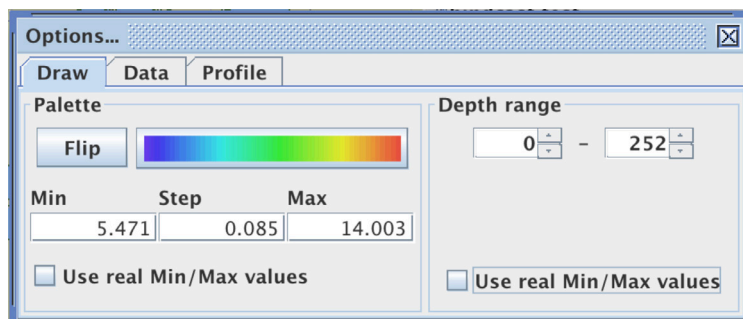 Options...
Draw Data Profile
Palette
Flip
Min Step Max
5.471 0.085 14.003
Use real Min/Max values
Depth range
0 - 252
Use real Min/Max values